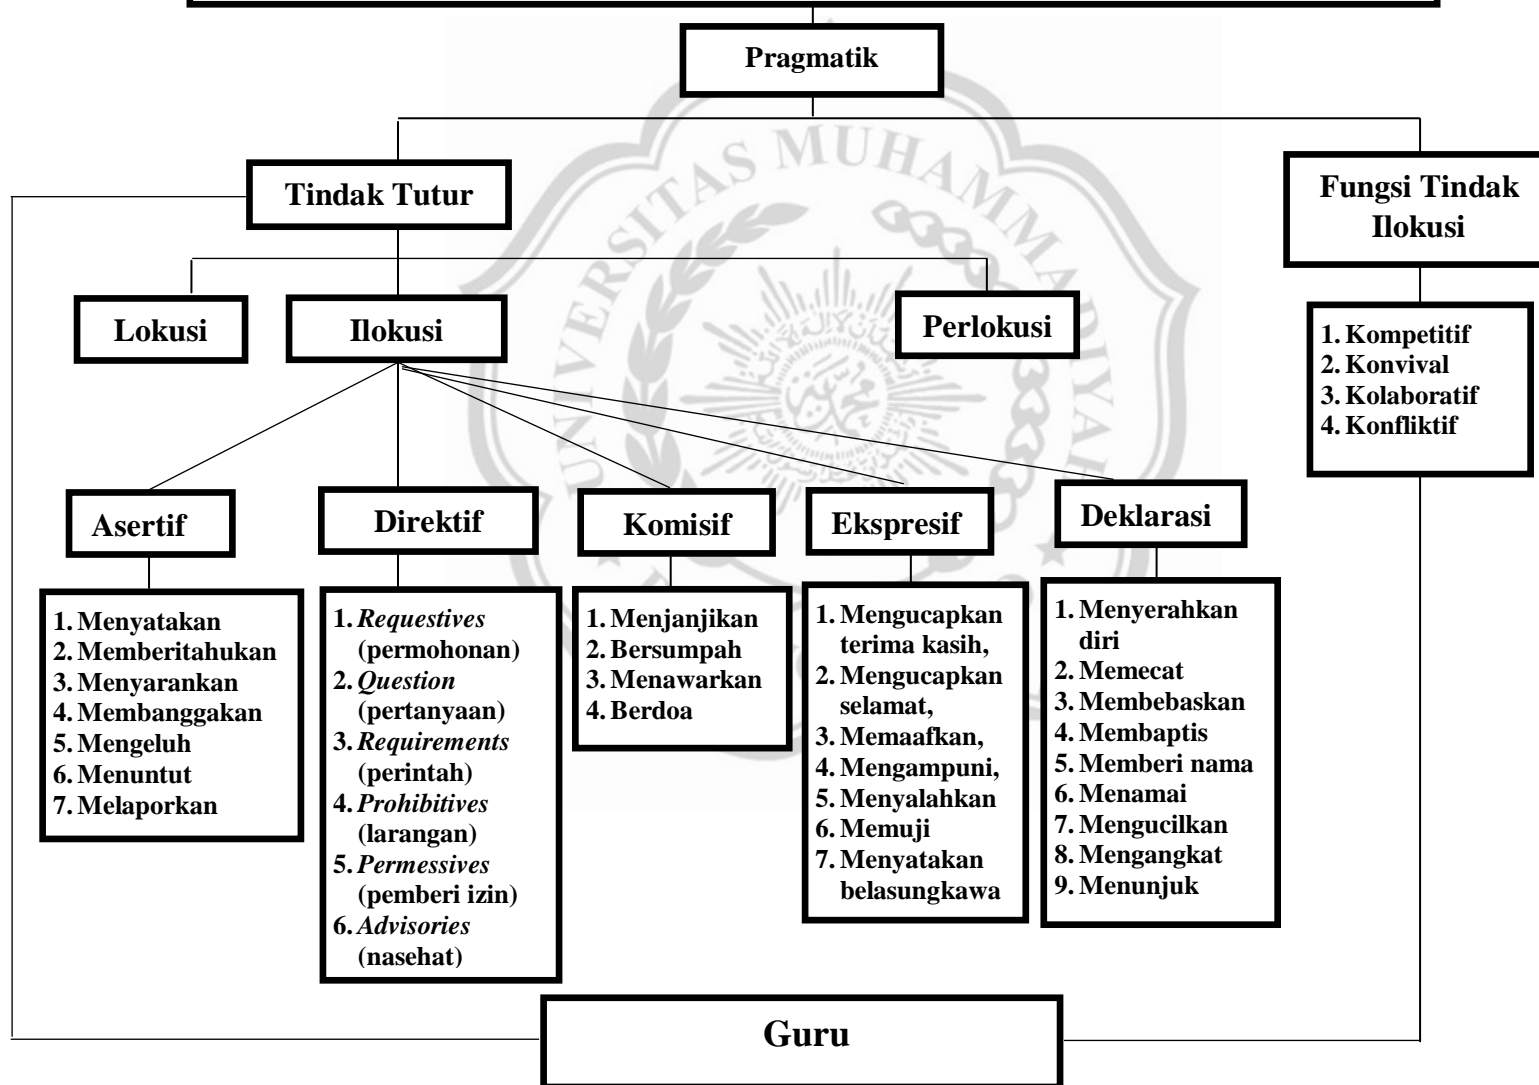 Pragmatik
Tindak Tutur
Fungsi Tindak
Ilokusi
Lokusi
Ilokusi
Perlokusi
1. Kompetitif
2. Konvival
3. Kolaboratif
4. Konfliktif
Asertif
Direktif
Komisif
Ekspresif
Deklarasi
1. Menyatakan
2. Memberitahukan
3. Menyarankan
4. Membanggakan
5. Mengeluh
6. Menuntut
7. Melaporkan
1. Requestives
(permohonan)
2. Question
(pertanyaan)
3. Requirements
(perintah)
4. Prohibitives
(larangan)
5. Permessives
(pemberi izin)
6. Advisories
(nasehat)
1. Menjanjikan
2. Bersumpah
3. Menawarkan
4. Berdoa
1. Mengucapkan
terima kasih,
2. Mengucapkan
selamat,
3. Memaafkan,
4. Mengampuni,
5. Menyalahkan
6. Memuji
7. Menyatakan
belasungkawa
1. Menyerahkan
diri
2. Memecat
3. Membebaskan
4. Membaptis
5. Memberi nama
6. Menamai
7. Mengucilkan
8. Mengangkat
9. Menunjuk
Guru
UNIVERSITAS MUHAMMADIYAH